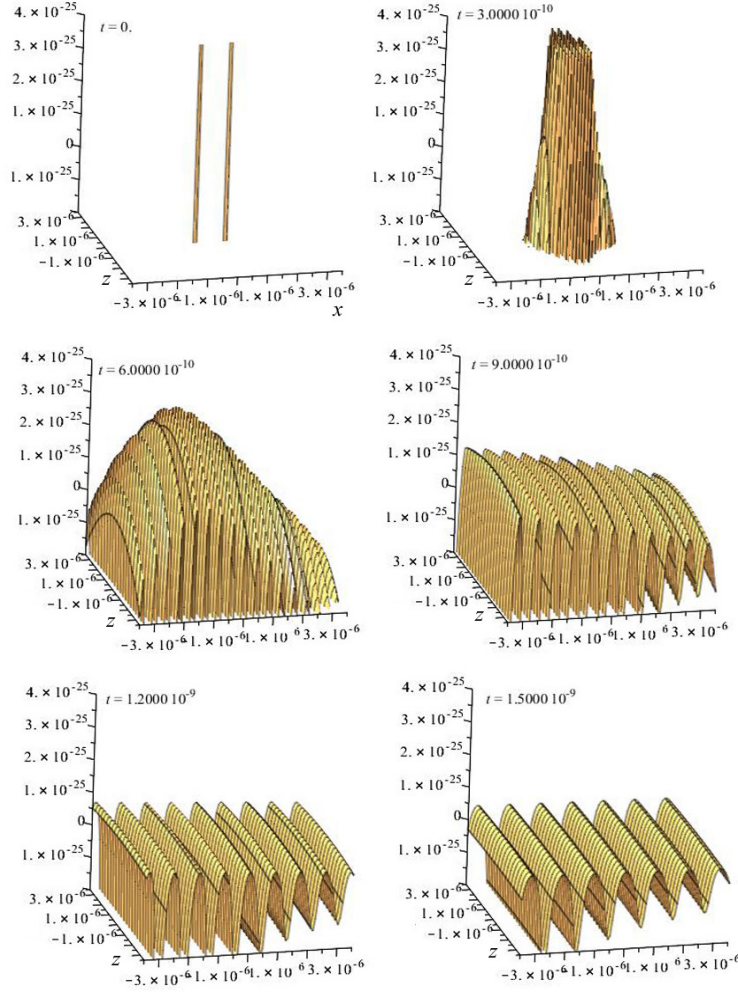 4. × 10⁻²⁵
t = 0.
3. × 10⁻²⁵
2. × 10⁻²⁵
1. × 10⁻²⁵
0
1. × 10⁻²⁵
3. × 10⁻⁶
1. × 10⁻⁶
−1. × 10⁻⁶
z
−3. × 10⁻⁶ −1. × 10⁻⁶ 1. × 10⁻⁶ 3. × 10⁻⁶
x
4. × 10⁻²⁵
t = 3.0000 10⁻¹⁰
3. × 10⁻²⁵
2. × 10⁻²⁵
1. × 10⁻²⁵
0
1. × 10⁻²⁵
3. × 10⁻⁶
1. × 10⁻⁶
−1. × 10⁻⁶
z
−3. × 10⁻⁶ −1. × 10⁻⁶ 1. × 10⁻⁶ 3. × 10⁻⁶
4. × 10⁻²⁵
t = 6.0000 10⁻¹⁰
3. × 10⁻²⁵
2. × 10⁻²⁵
1. × 10⁻²⁵
0
1. × 10⁻²⁵
3. × 10⁻⁶
1. × 10⁻⁶
−1. × 10⁻⁶
z
−3. × 10⁻⁶ −1. × 10⁻⁶ 1. × 10 6 3. × 10⁻⁶
4. × 10⁻²⁵
t = 9.0000 10⁻¹⁰
3. × 10⁻²⁵
2. × 10⁻²⁵
1. × 10⁻²⁵
0
1. × 10⁻²⁵
3. × 10⁻⁶
1. × 10⁻⁶
−1. × 10⁻⁶
z
−3. × 10⁻⁶ −1. × 10⁻⁶ 1. × 10 6 3. × 10⁻⁶
4. × 10⁻²⁵
t = 1.2000 10⁻⁹
3. × 10⁻²⁵
2. × 10⁻²⁵
1. × 10⁻²⁵
0
1. × 10⁻²⁵
3. × 10⁻⁶
1. × 10⁻⁶
−1. × 10⁻⁶
z
−3. × 10⁻⁶ −1. × 10⁻⁶ 1. × 10 6 3. × 10⁻⁶
4. × 10⁻²⁵
t = 1.5000 10⁻⁹
3. × 10⁻²⁵
2. × 10⁻²⁵
1. × 10⁻²⁵
0
1. × 10⁻²⁵
3. × 10⁻⁶
1. × 10⁻⁶
−1. × 10⁻⁶
z
−3. × 10⁻⁶ −1. × 10⁻⁶ 1. × 10 6 3. × 10⁻⁶